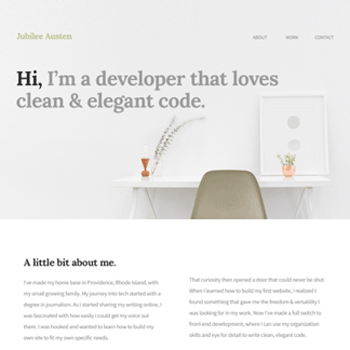 Jubilee Austen
ABOUT WORK CONTACT
Hi, I'm a developer that loves
clean & elegant code.
A little bit about me.
I've made my home base in Providence, Rhode Island, with
my small growing family. My journey into tech started with a
degree in journalism. As I started sharing my writing online, I
was fascinated with how easily I could get my voice out
there. I was hooked and wanted to learn how to build my
own site to fit my own specific needs.
That curiosity then opened a door that could never be shut.
When I learned how to build my first website, I realized I
found something that gave me the freedom & versatility I
was looking for in my work. Now I've made a full switch to
front-end development, where I can use my organization
skills and eye for detail to write clean, elegant code.